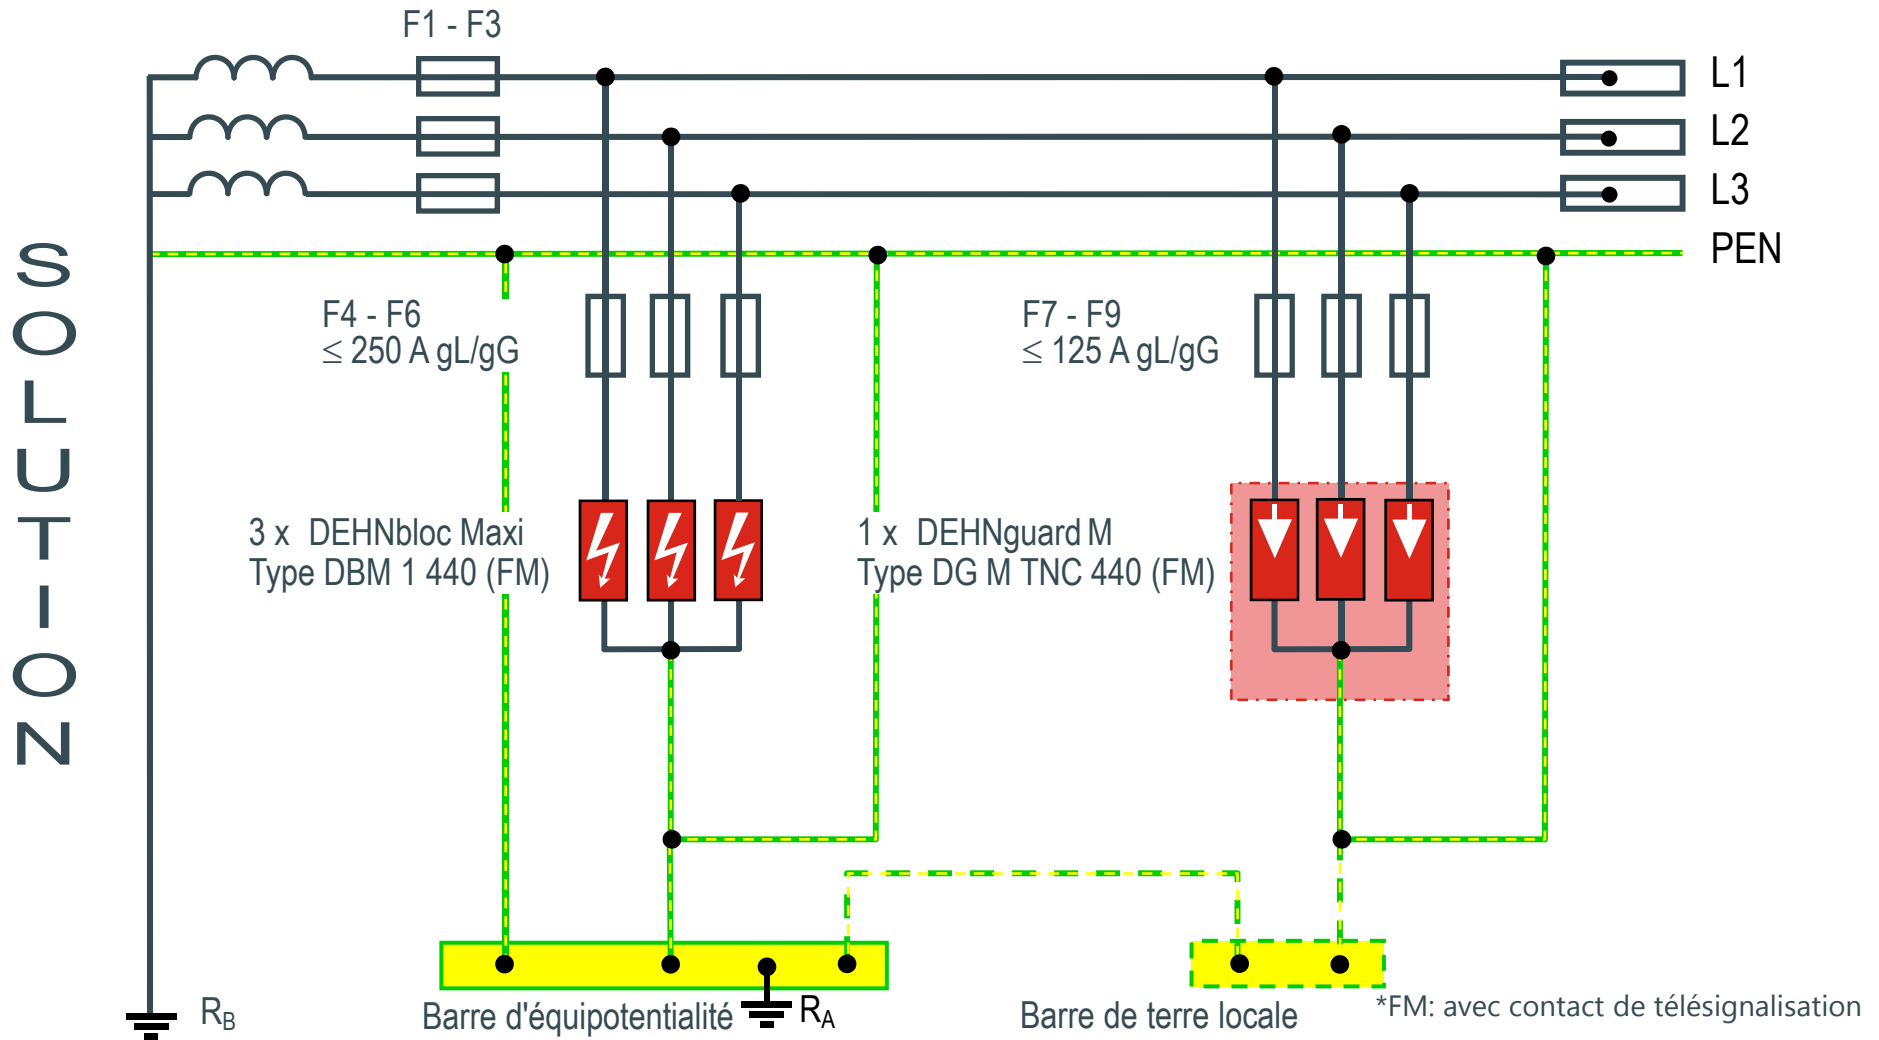 SOLUTION
F1 - F3
L1
L2
L3
PEN
F4 - F6
≤ 250 A gL/gG
F7 - F9
≤ 125 A gL/gG
3 x DEHNbloc Maxi
Type DBM 1 440 (FM)
1 x DEHNguard M
Type DG M TNC 440 (FM)
RB
Barre d'équipotentialité
RA
Barre de terre locale
*FM: avec contact de télésignalisation